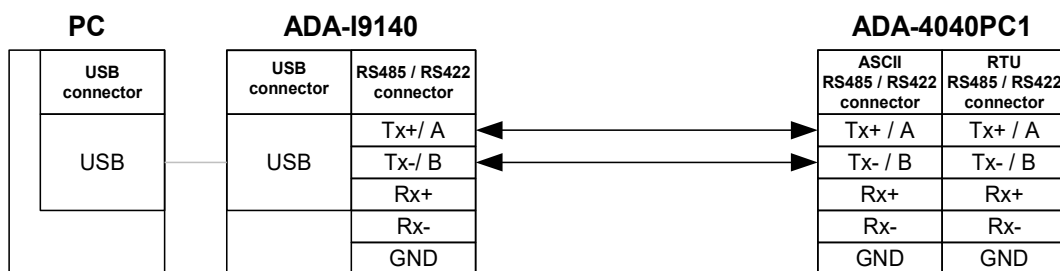 PC
ADA-I9140
ADA-4040PC1
USB
connector
USB
connector
RS485 / RS422
connector
ASCII
RS485 / RS422
connector
RTU
RS485 / RS422
connector
USB
USB
Tx+/ A
Tx-/ B
Rx+
Rx-
GND
Tx+ / A
Tx- / B
Rx+
Rx-
GND
Tx+ / A
Tx- / B
Rx+
Rx-
GND